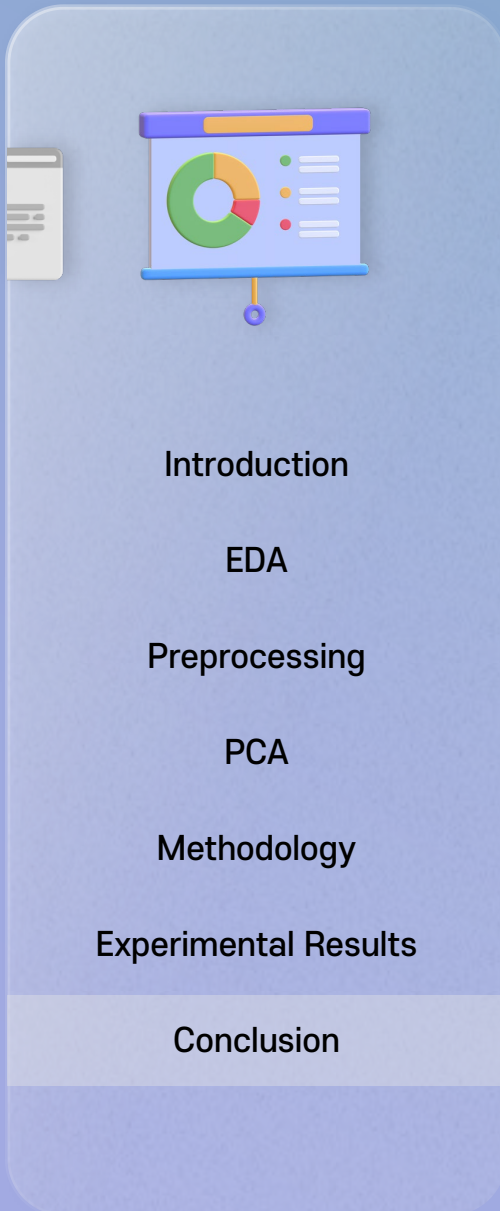 Introduction
EDA
Preprocessing
PCA
Methodology
Experimental Results
Conclusion